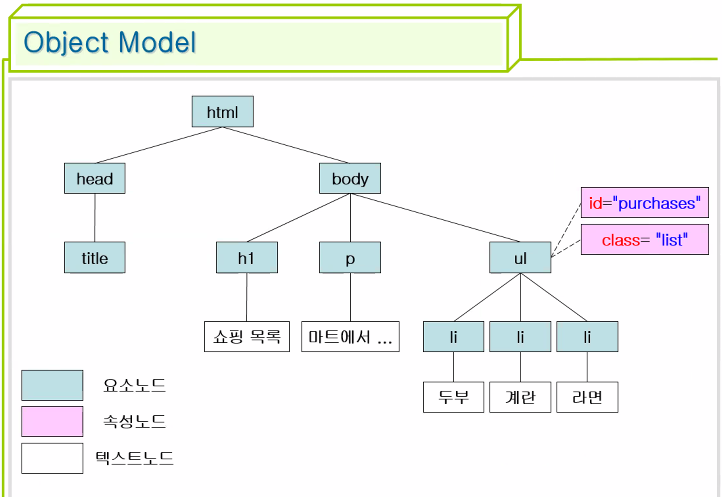 Object Model
html
head
body
id="purchases"
class= "list"
title
h1
p
ul
쇼핑 목록
마트에서 ...
li
li
li
두부
계란
라면
요소노드
속성노드
텍스트노드